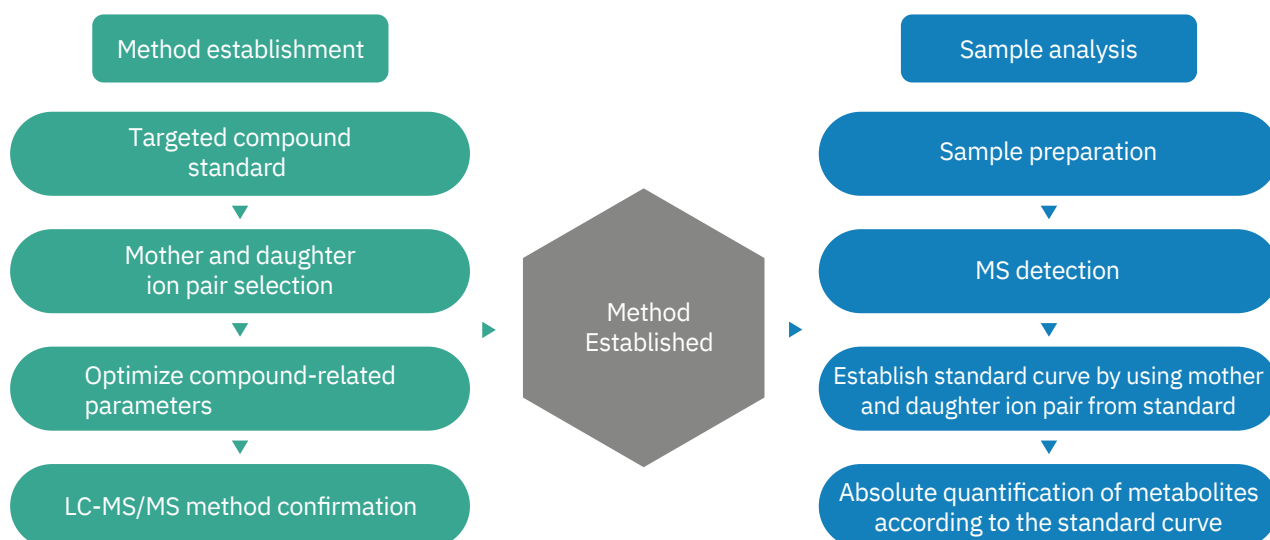 Method establishment
Targeted compound
standard
Mother and daughter
ion pair selection
Optimize compound-related
parameters
LC-MS/MS method confirmation
Method
Established
Sample analysis
Sample preparation
MS detection
Establish standard curve by using mother
and daughter ion pair from standard
Absolute quantification of metabolites
according to the standard curve